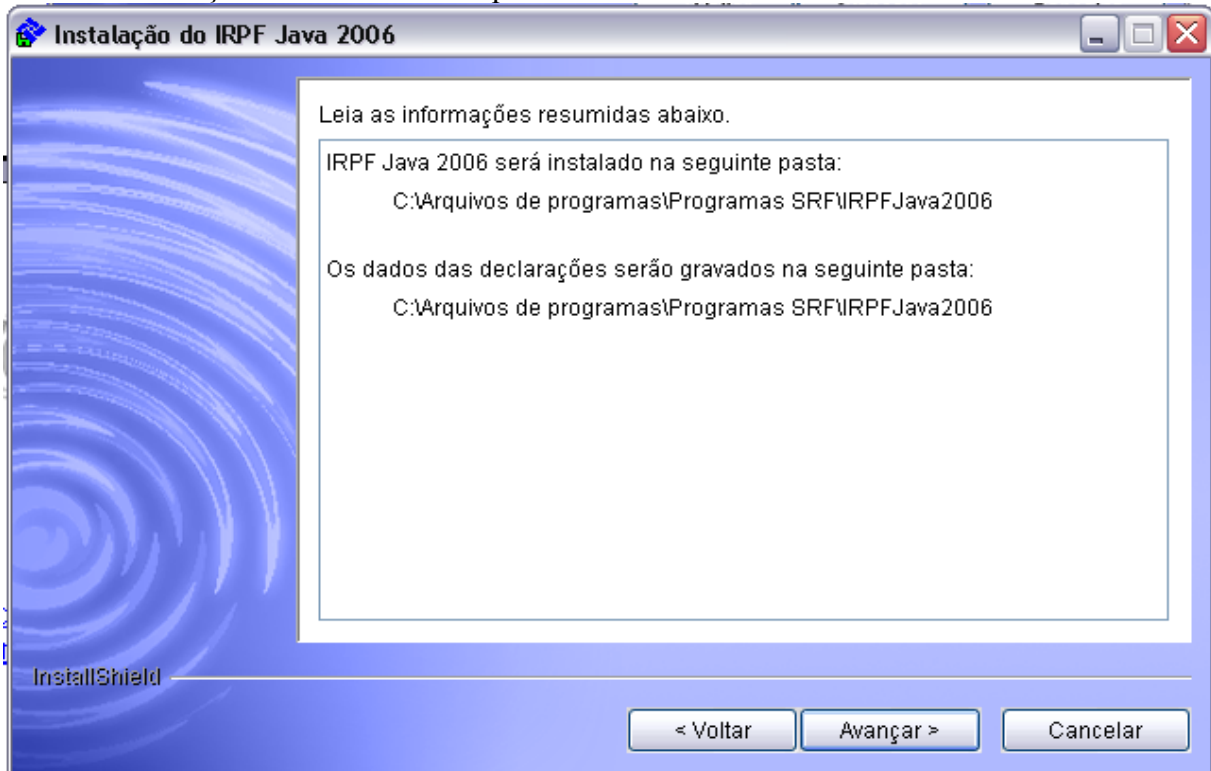 Instalação do IRPF Java 2006
Leia as informações resumidas abaixo.
IRPF Java 2006 será instalado na seguinte pasta:
C:\Arquivos de programas\Programas SRF\IRPFJava2006
Os dados das declarações serão gravados na seguinte pasta:
C:\Arquivos de programas\Programas SRF\IRPFJava2006
InstallShield
< Voltar
Avançar >
Cancelar